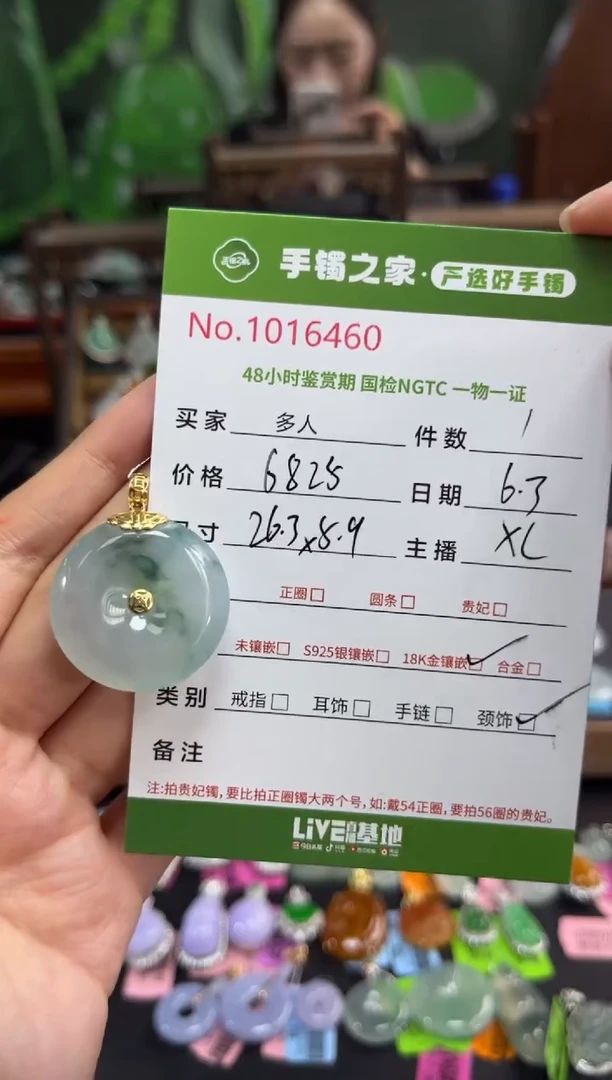 手镯之家·严选好手镯
No.1016460
48小时鉴赏期 国检NGTC 一物一证
买家 多人 件数 1
价格 6825 日期 6.3
寸 26.3x8.9 主播 XL
正圈□ 圆条□ 贵妃□
未镶嵌□ S925银镶嵌□ 18K金镶嵌☑ 合金□
类别 戒指□ 耳饰□ 手链□ 颈饰☑
备注
注:拍贵妃镯,要比拍正圈镯大两个号,如:戴54正圈,要拍56圈的贵妃。
LIVE直播基地